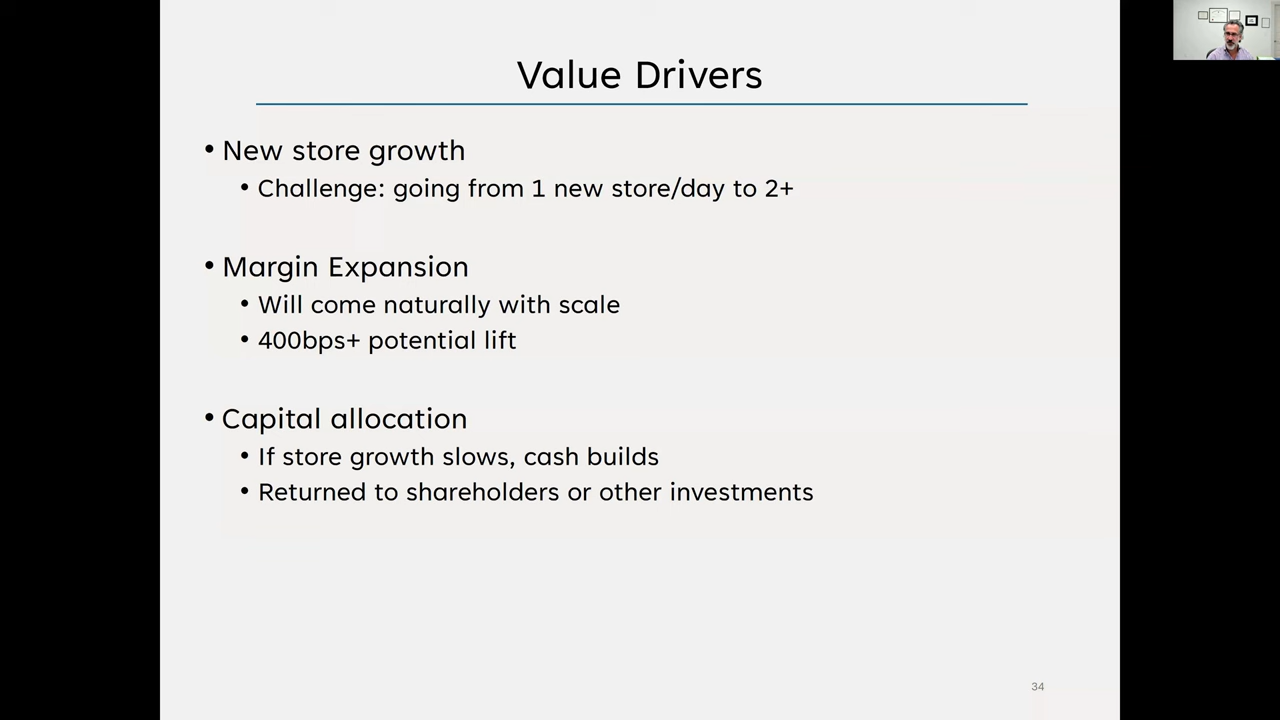 Value Drivers
• New store growth
• Challenge: going from 1 new store/day to 2+
• Margin Expansion
• Will come naturally with scale
• 400bps+ potential lift
• Capital allocation
• If store growth slows, cash builds
• Returned to shareholders or other investments
34